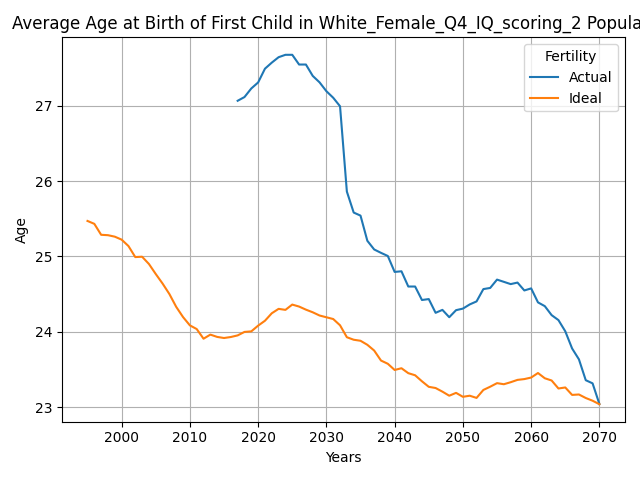 Average Age at Birth of First Child in White_Female_Q4_IQ_scoring_2 Popula
Fertility
Actual
Ideal
27
26
25
24
23
Age
2000 2010 2020 2030 2040 2050 2060 2070
Years